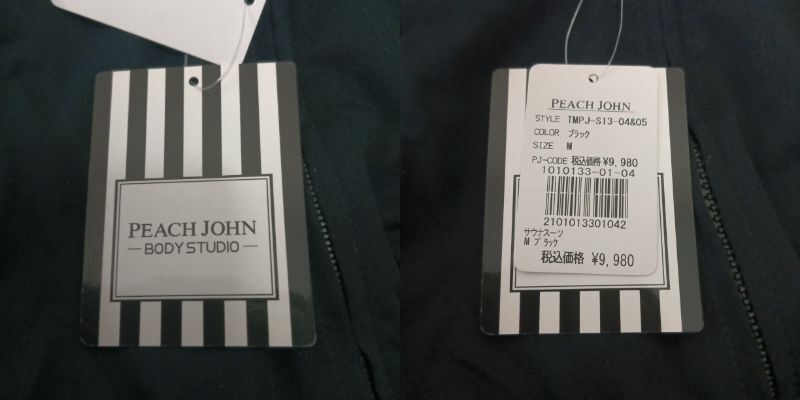 PEACH JOHN
BODY STUDIO
PEACH JOHN
STYLE TMPJ-S13-04&05
COLOR ブラック
SIZE M
PJ-CODE 税込価格 ¥9,980
1010133-01-04
2101013301042
サウナスーツ
M ブラック
税込価格 ¥9,980